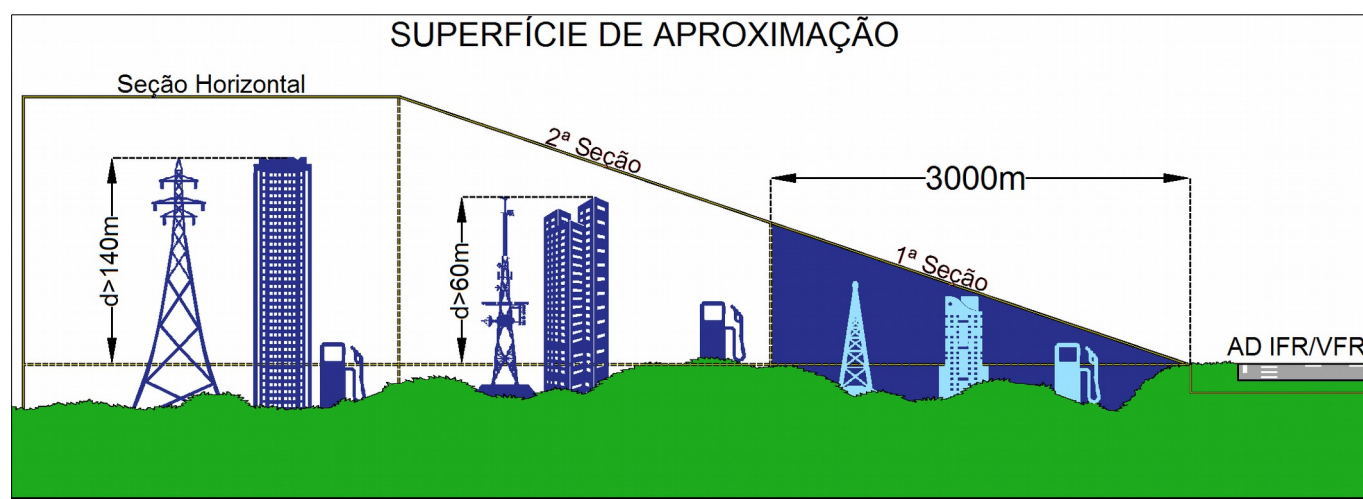 SUPERFÍCIE DE APROXIMAÇÃO
Seção Horizontal
2ª Seção
3000m
1ª Seção
d>140m
d>60m
AD IFR/VFR